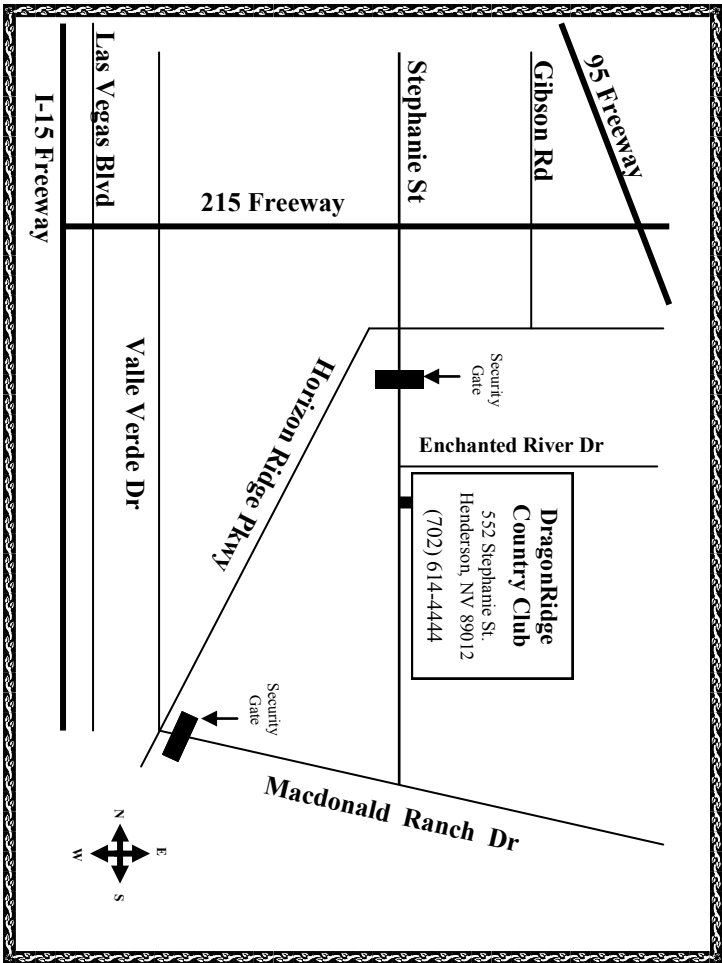 95 Freeway
Gibson Rd
Stephanie St
Las Vegas Blvd
I-15 Freeway
215 Freeway
Valle Verde Dr
Horizon Ridge Pkwy
Security
Gate
Enchanted River Dr
DragonRidge
Country Club
552 Stephanie St.
Henderson, NV 89012
(702) 614-4444
Security
Gate
Macdonald Ranch Dr
N
E
W
S